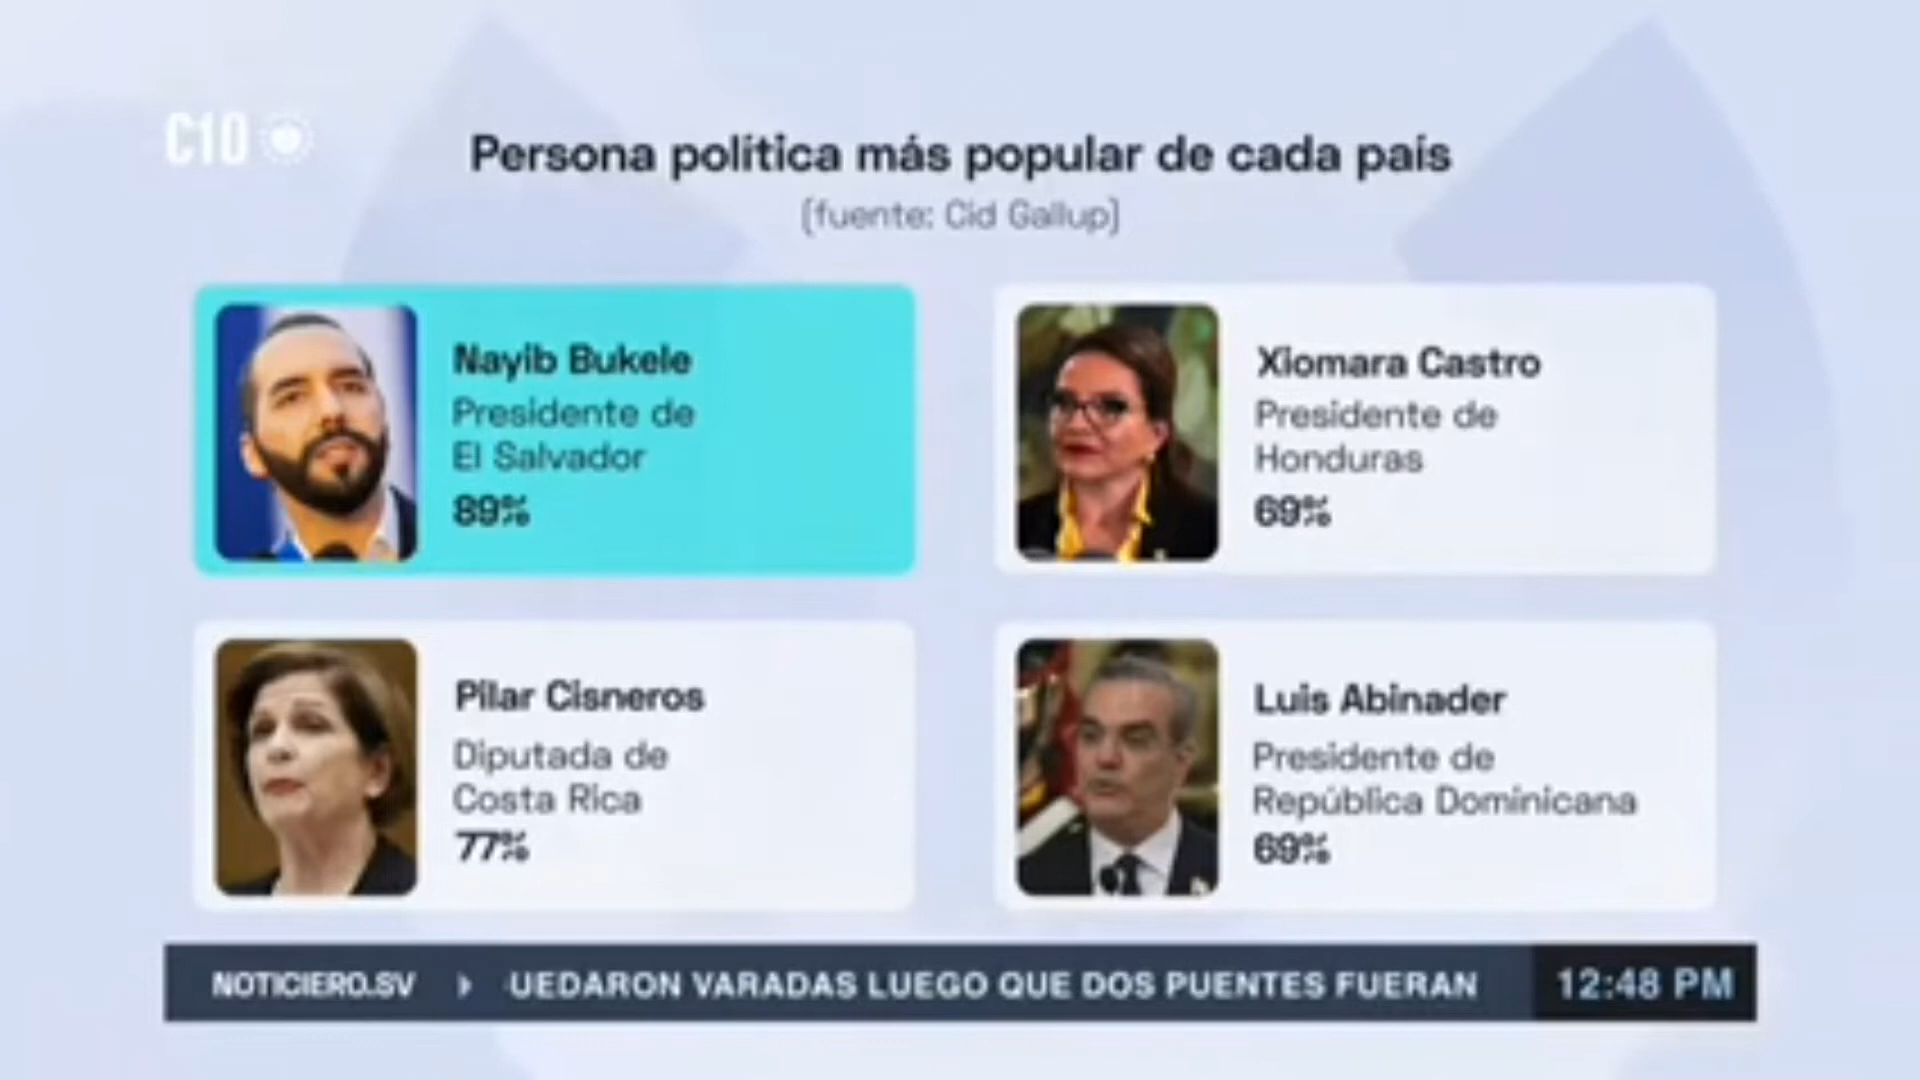 C10
Persona política más popular de cada país
(fuente: Cid Gallup)
Nayib Bukele
Presidente de
El Salvador
89%
Xiomara Castro
Presidente de
Honduras
69%
Pilar Cisneros
Diputada de
Costa Rica
77%
Luis Abinader
Presidente de
República Dominicana
69%
NOTICIERO.SV
UEDARON VARADAS LUEGO QUE DOS PUENTES FUERAN
12:48 PM